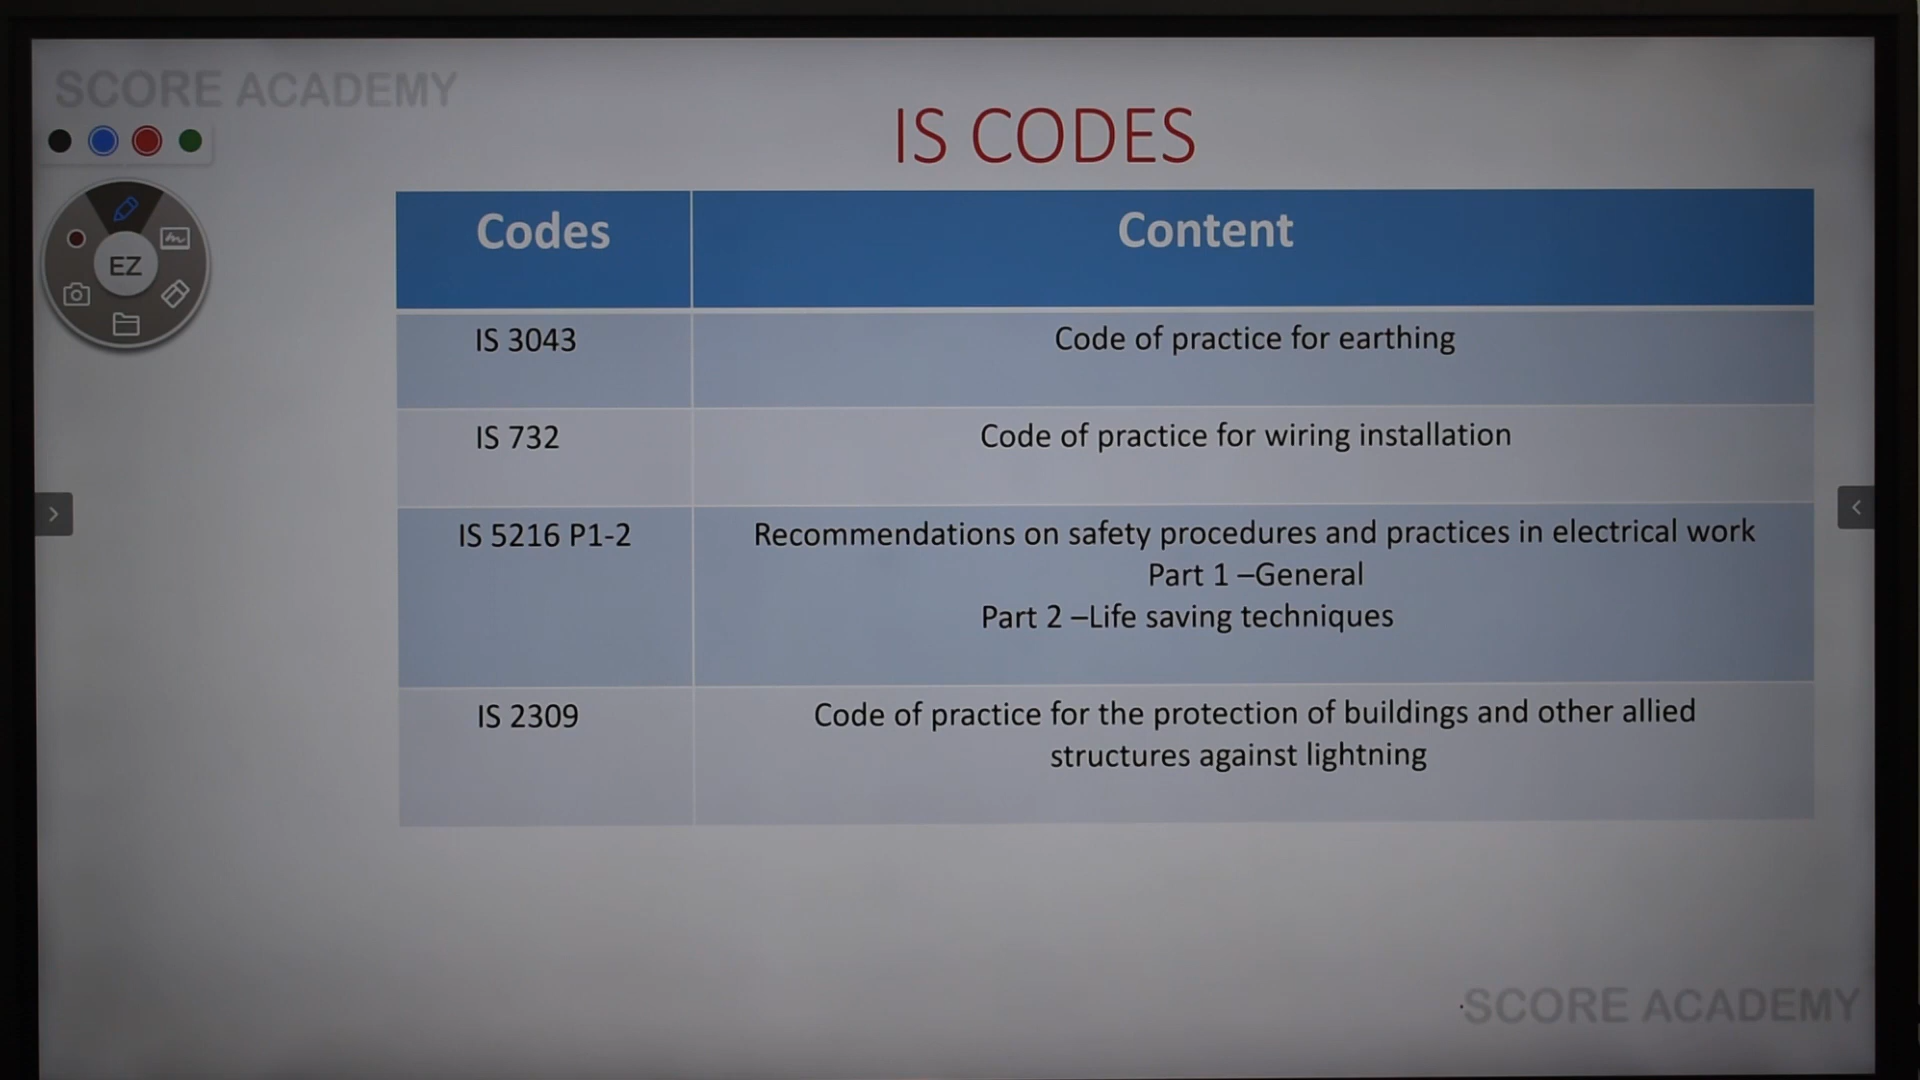 SCORE ACADEMY
IS CODES
EZ
Codes
Content
IS 3043
Code of practice for earthing
IS 732
Code of practice for wiring installation
IS 5216 P1-2
Recommendations on safety procedures and practices in electrical work
Part 1 –General
Part 2 –Life saving techniques
IS 2309
Code of practice for the protection of buildings and other allied
structures against lightning
SCORE ACADEMY